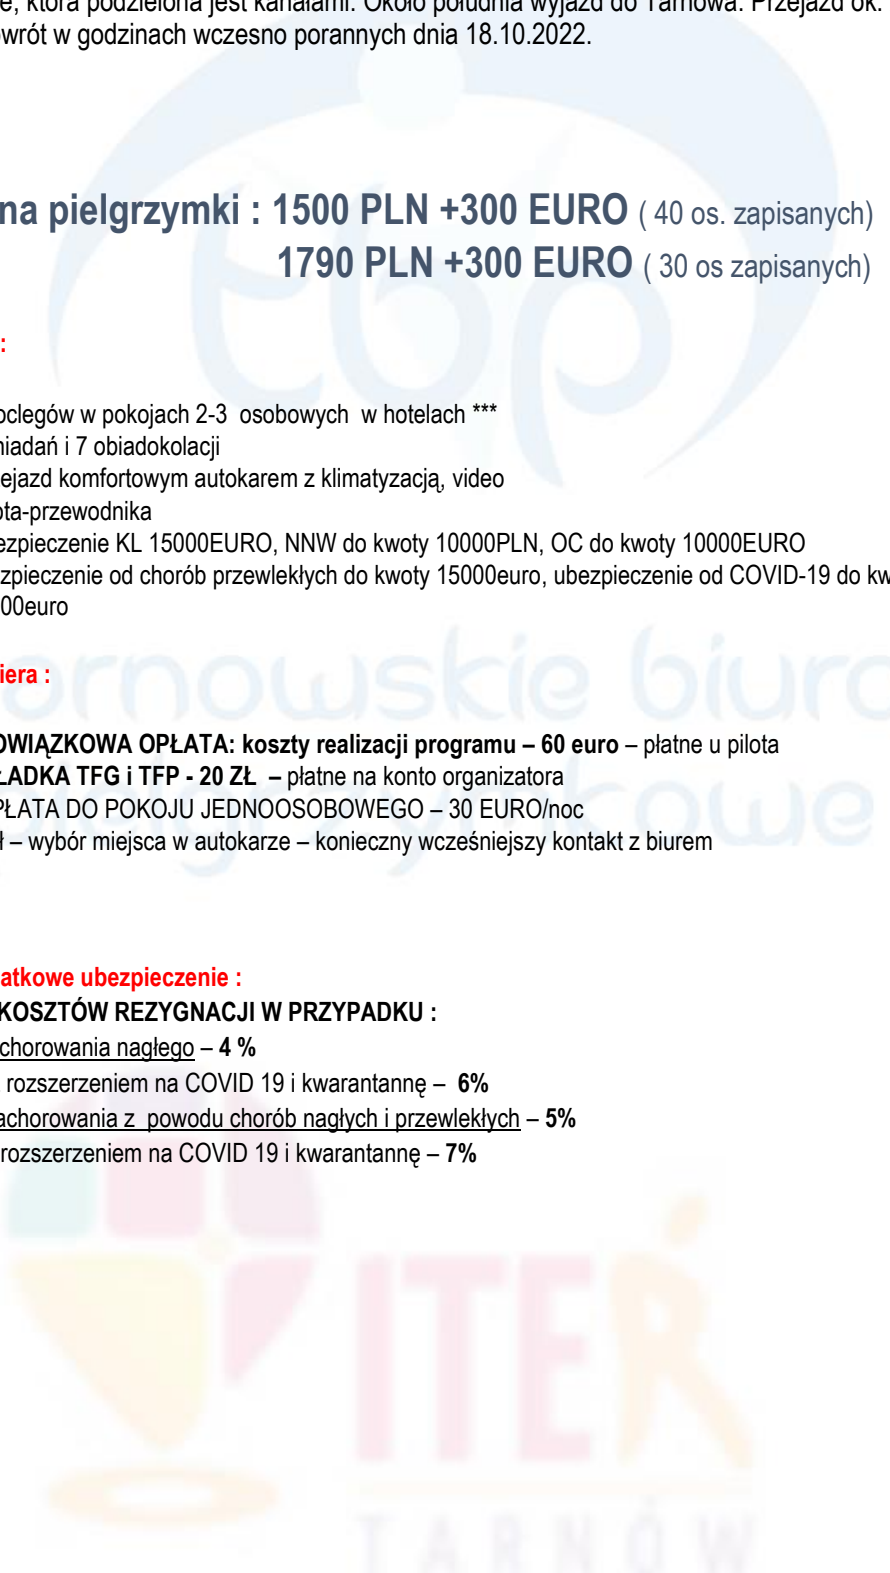 e, która podzielona jest kanałami. Około południa wyjazd do Tarnowa. Przejazd ok.
wrót w godzinach wczesno porannych dnia 18.10.2022.
na pielgrzymki : 1500 PLN +300 EURO ( 40 os. zapisanych)
1790 PLN +300 EURO ( 30 os zapisanych)
:
oclegów w pokojach 2-3 osobowych w hotelach ***
niadań i 7 obiadokolacji
ejazd komfortowym autokarem z klimatyzacją, video
ota-przewodnika
ezpieczenie KL 15000EURO, NNW do kwoty 10000PLN, OC do kwoty 10000EURO
zpieczenie od chorób przewlekłych do kwoty 15000euro, ubezpieczenie od COVID-19 do kw
00euro
iera :
OWIĄZKOWA OPŁATA: koszty realizacji programu – 60 euro – płatne u pilota
ŁADKA TFG i TFP - 20 ZŁ – płatne na konto organizatora
PŁATA DO POKOJU JEDNOOSOBOWEGO – 30 EURO/noc
ł – wybór miejsca w autokarze – konieczny wcześniejszy kontakt z biurem
atkowe ubezpieczenie :
KOSZTÓW REZYGNACJI W PRZYPADKU :
chorowania nagłego – 4 %
rozszerzeniem na COVID 19 i kwarantannę – 6%
achorowania z powodu chorób nagłych i przewlekłych – 5%
rozszerzeniem na COVID 19 i kwarantannę – 7%
tbp
arnowskie biuro
pielgrzymkowe
ITER
TARNÓW